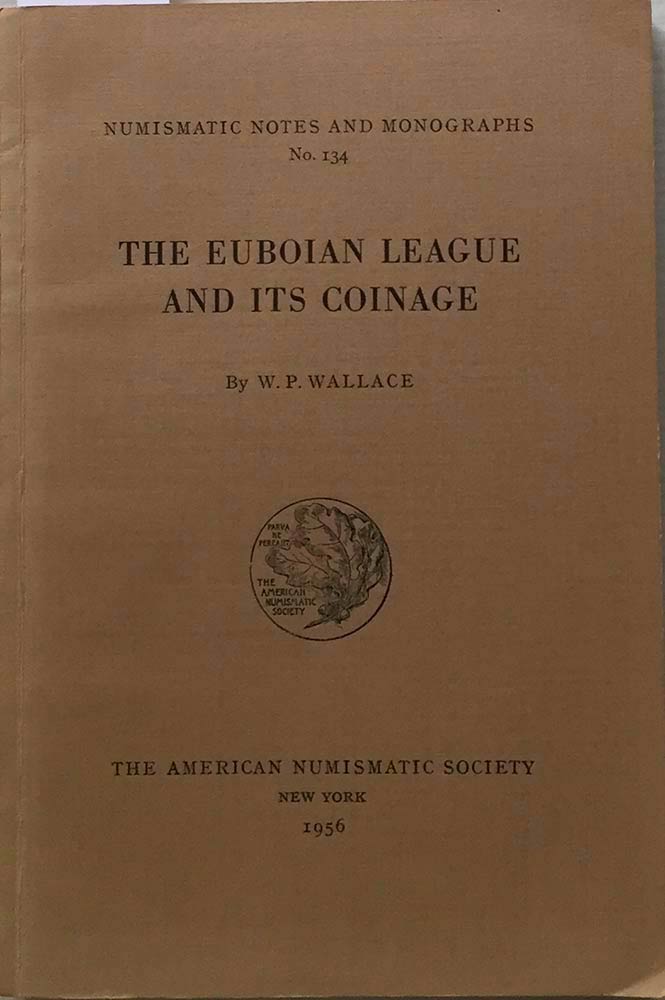 NUMISMATIC NOTES AND MONOGRAPHS
No. 134
THE EUBOIAN LEAGUE
AND ITS COINAGE
By W. P. WALLACE
PARVA
NE
PEREANT
THE
AMERICAN
NUMISMATIC
SOCIETY
THE AMERICAN NUMISMATIC SOCIETY
NEW YORK
1956